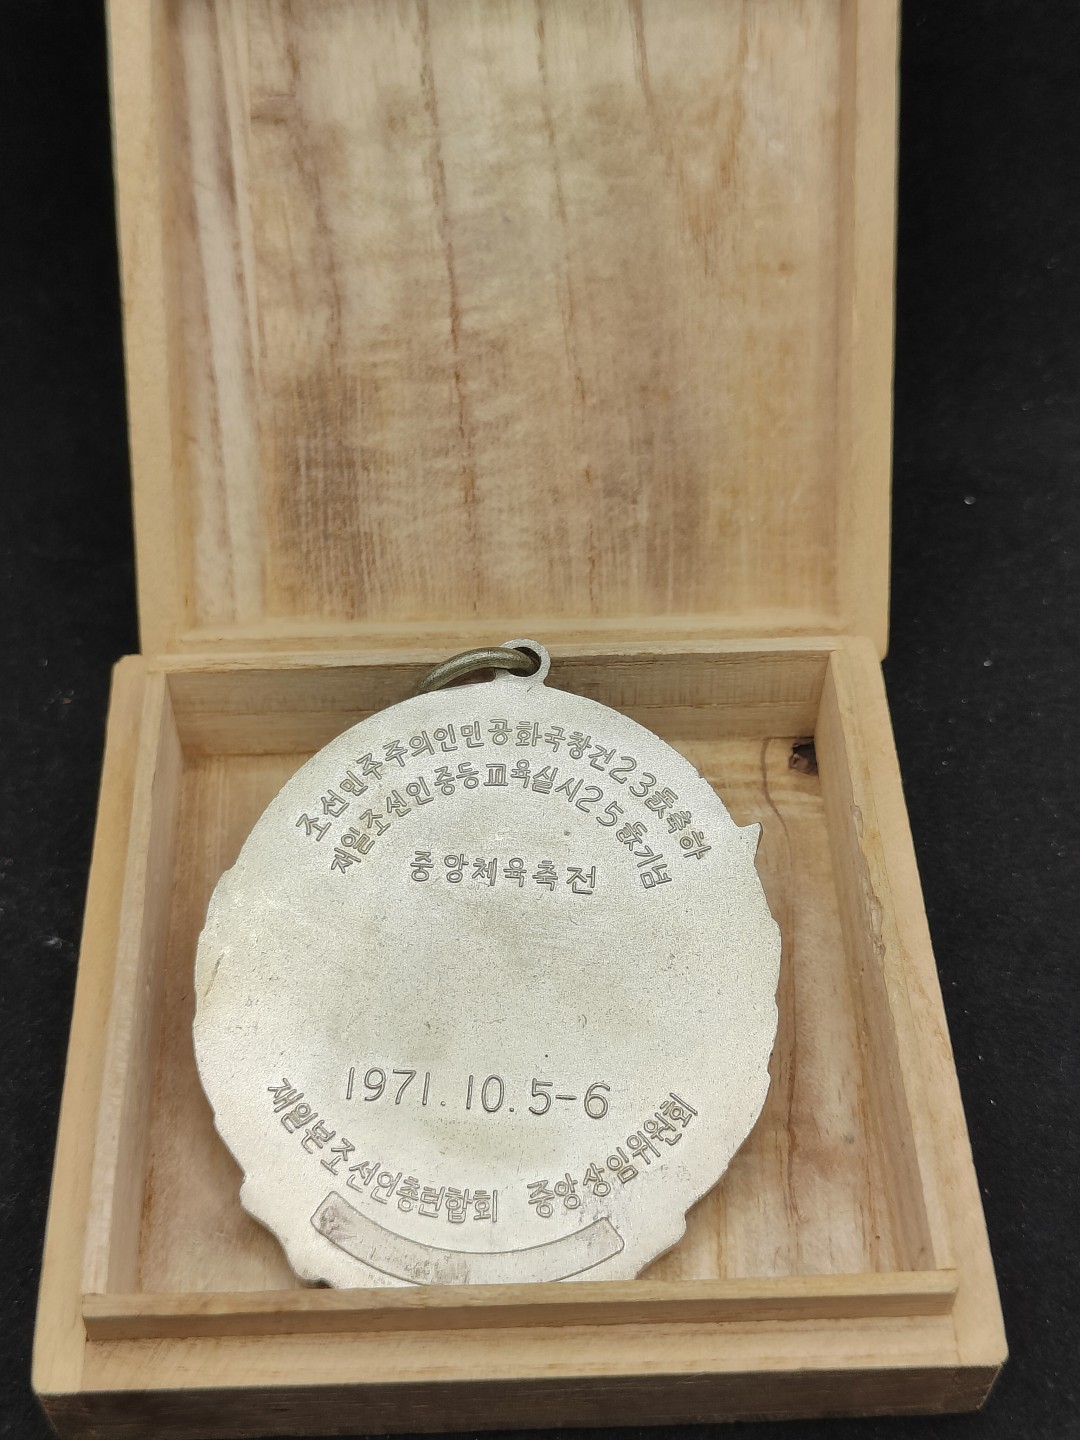 조선민주주의인민공화국창건23돐축하
재일조선인중등교육실시25돐기념
중앙체육축전
1971.10.5-6
재일본조선인총련합회 중앙상임위원회